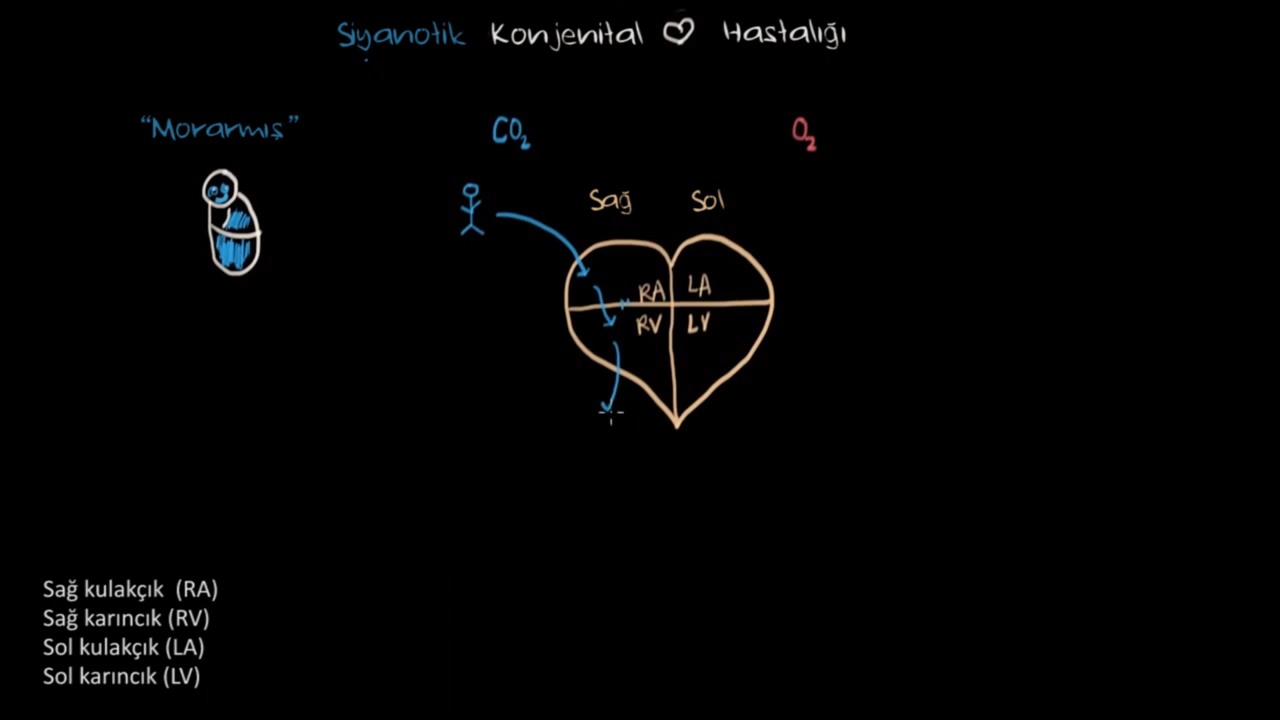 Siyanotik Konjenital Hastalığı
"Morarmış"
CO₂
O₂
Sağ
Sol
RA
LA
RV
LV
Sağ kulakçık (RA)
Sağ karıncık (RV)
Sol kulakçık (LA)
Sol karıncık (LV)